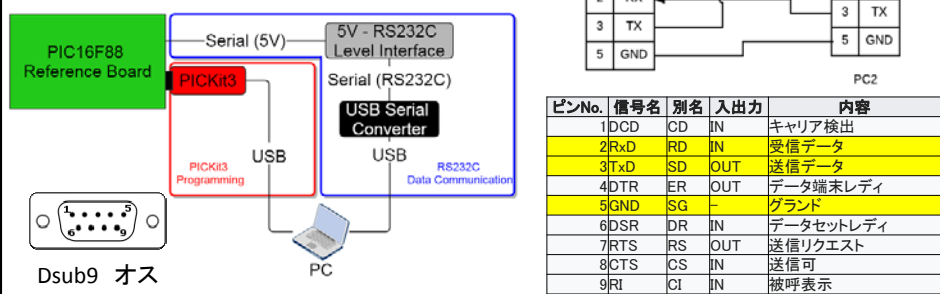 PIC16F88
Reference Board
Serial (5V)
5V - RS232C
Level Interface
PICKit3
Serial (RS232C)
USB Serial
Converter
USB
USB
PICKit3
Programming
RS232C
Data Communication
PC
1 5
6 9
Dsub9 オス
3 TX
5 GND
3 TX
5 GND
PC2
ピンNo. 信号名 別名 入出力 内容
1 DCD CD IN キャリア検出
2 RxD RD IN 受信データ
3 TxD SD OUT 送信データ
4 DTR ER OUT データ端末レディ
5 GND SG − グランド
6 DSR DR IN データセットレディ
7 RTS RS OUT 送信リクエスト
8 CTS CS IN 送信可
9 RI CI IN 被呼表示